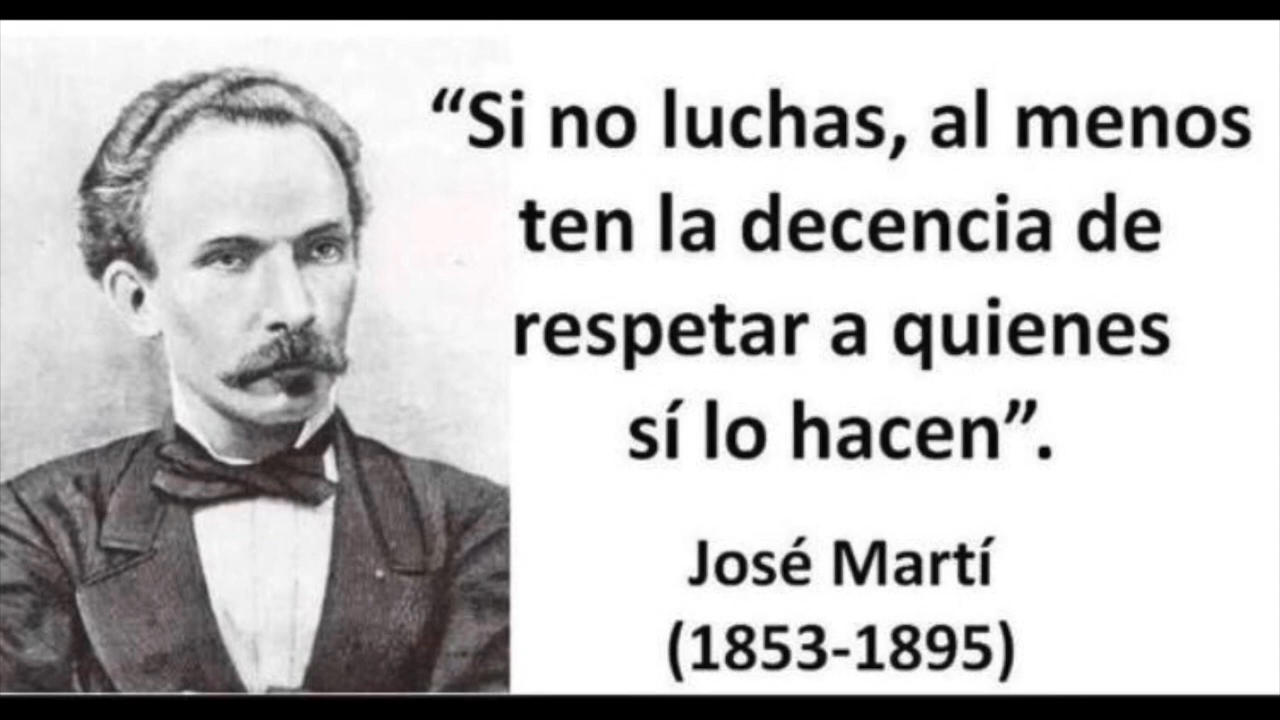 “Si no luchas, al menos
ten la decencia de
respetar a quienes
sí lo hacen”.
José Martí
(1853-1895)